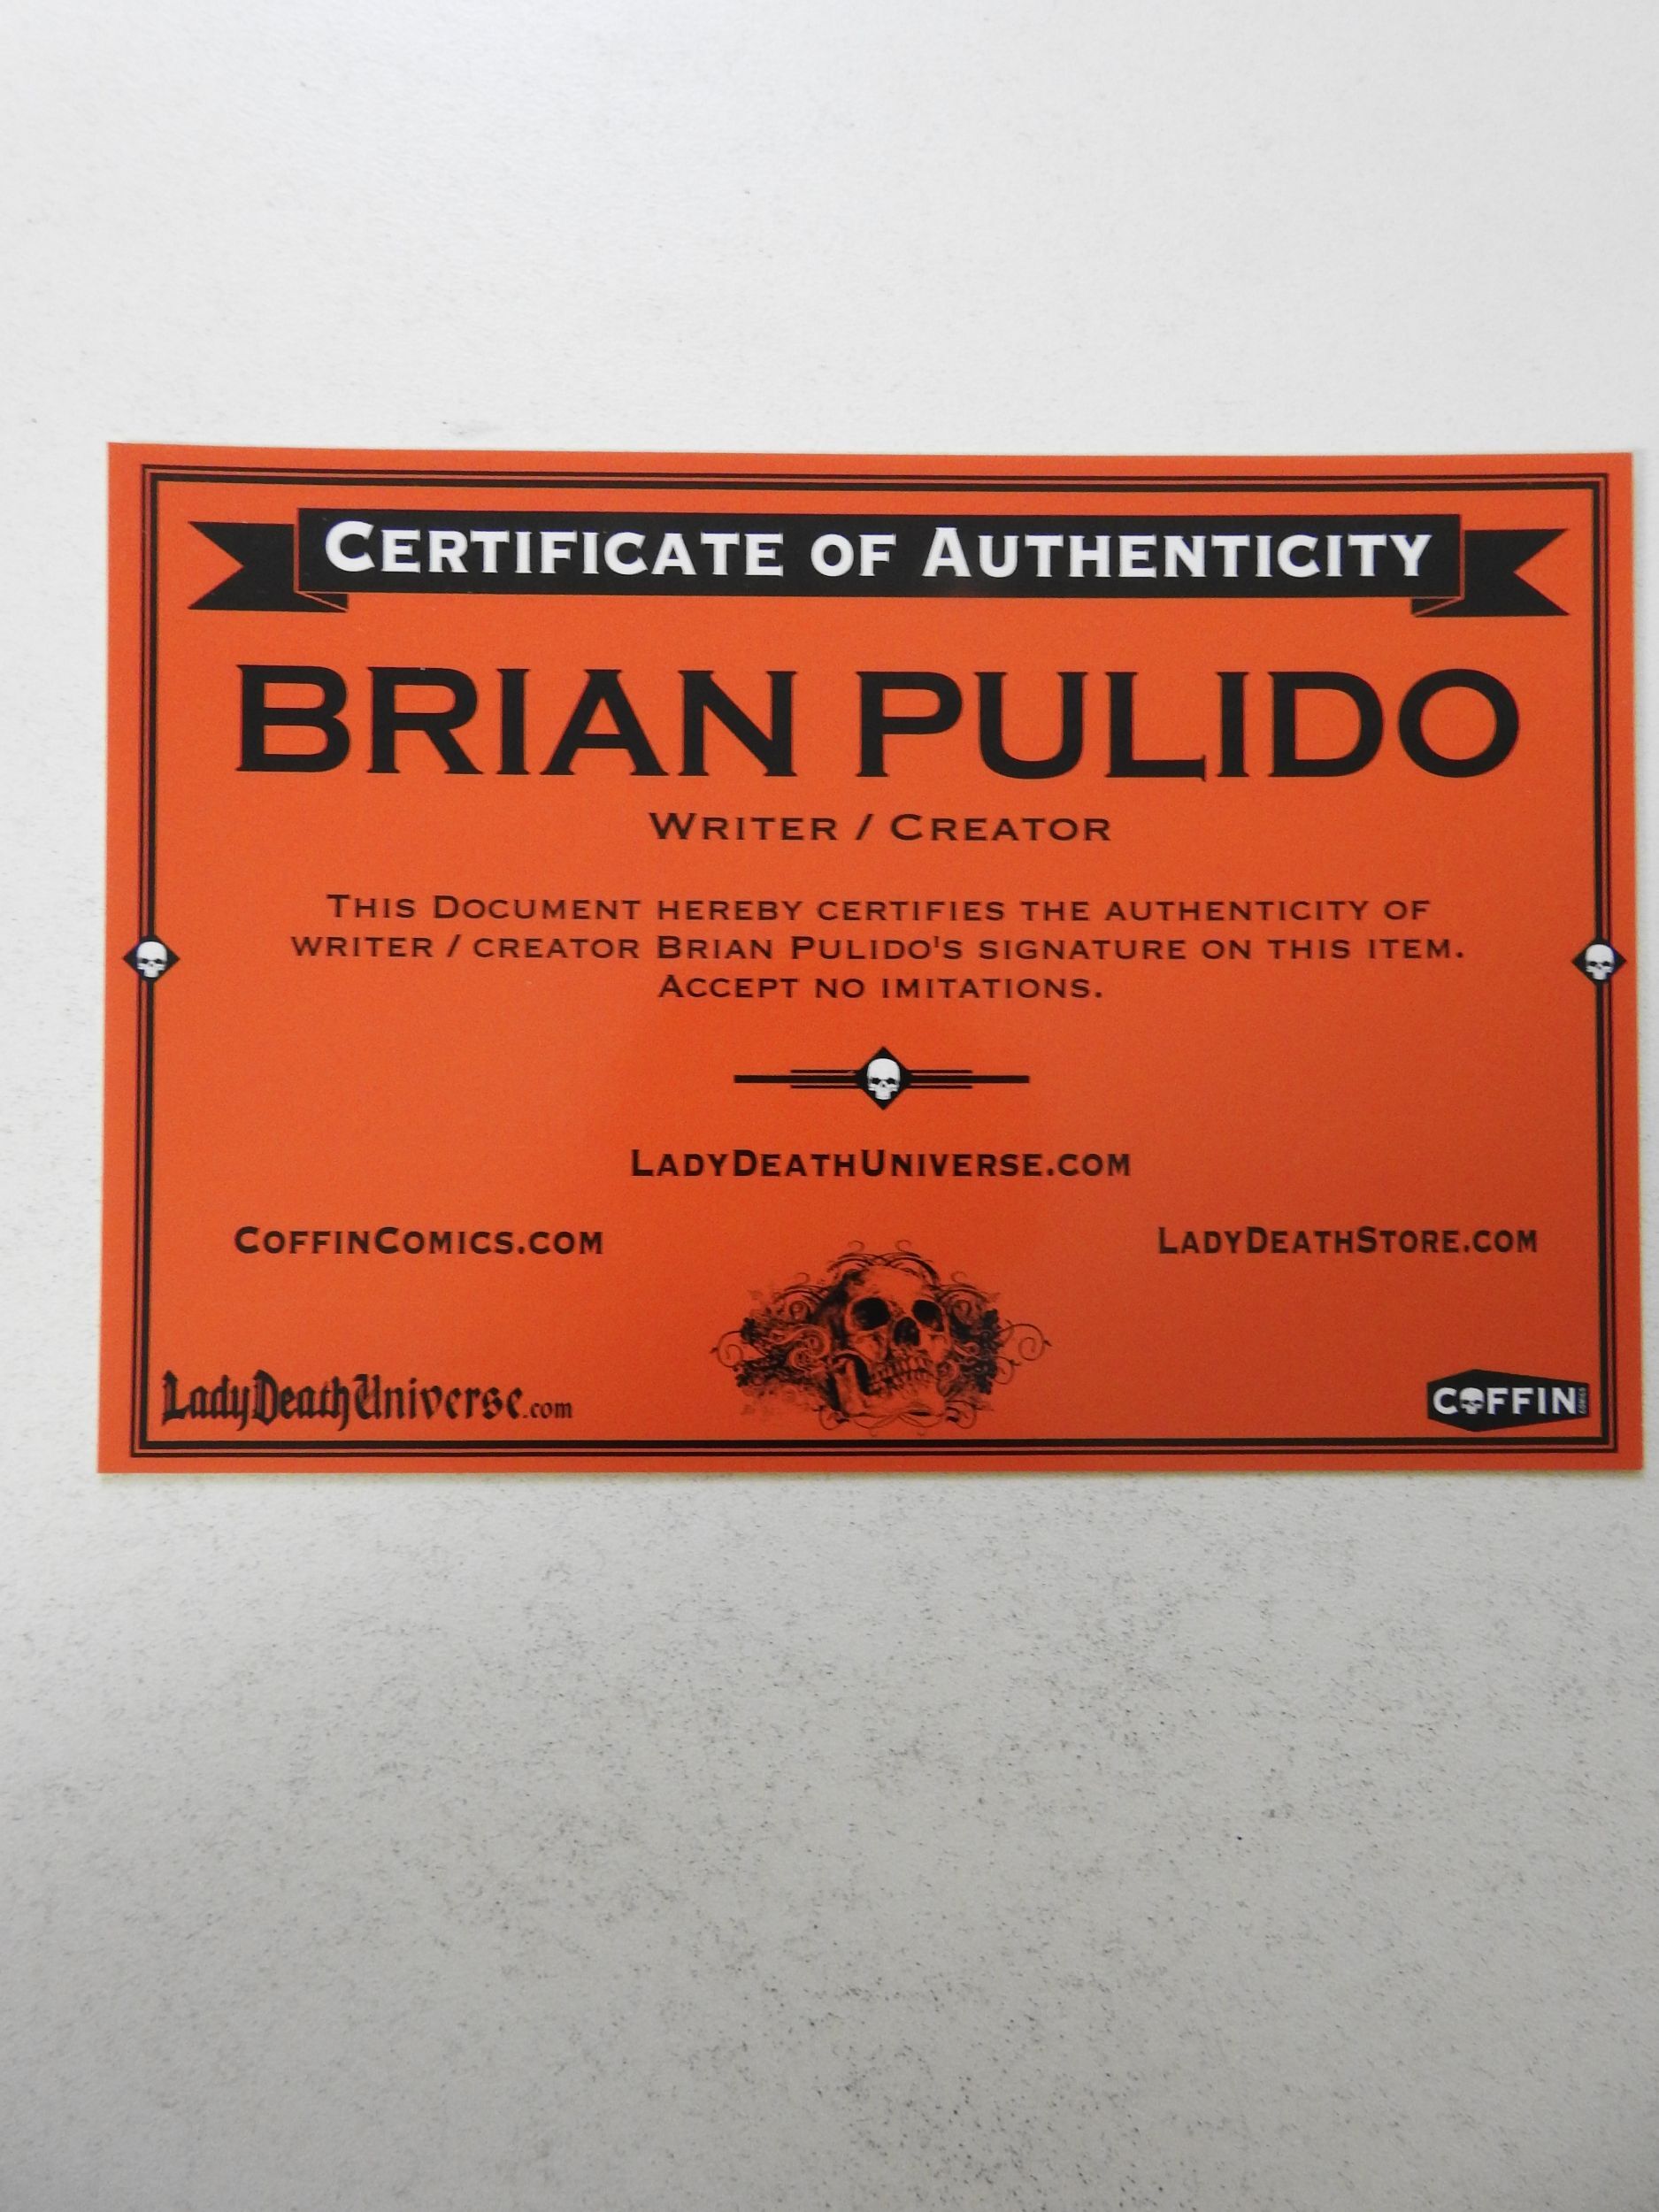 Certificate of Authenticity
BRIAN PULIDO
Writer / Creator
This Document hereby certifies the authenticity of
writer / creator Brian Pulido's signature on this item.
Accept no imitations.
LadyDeathUniverse.com
CoffinComics.com
LadyDeathStore.com
LadyDeathUniverse.com
COFFIN COMICS